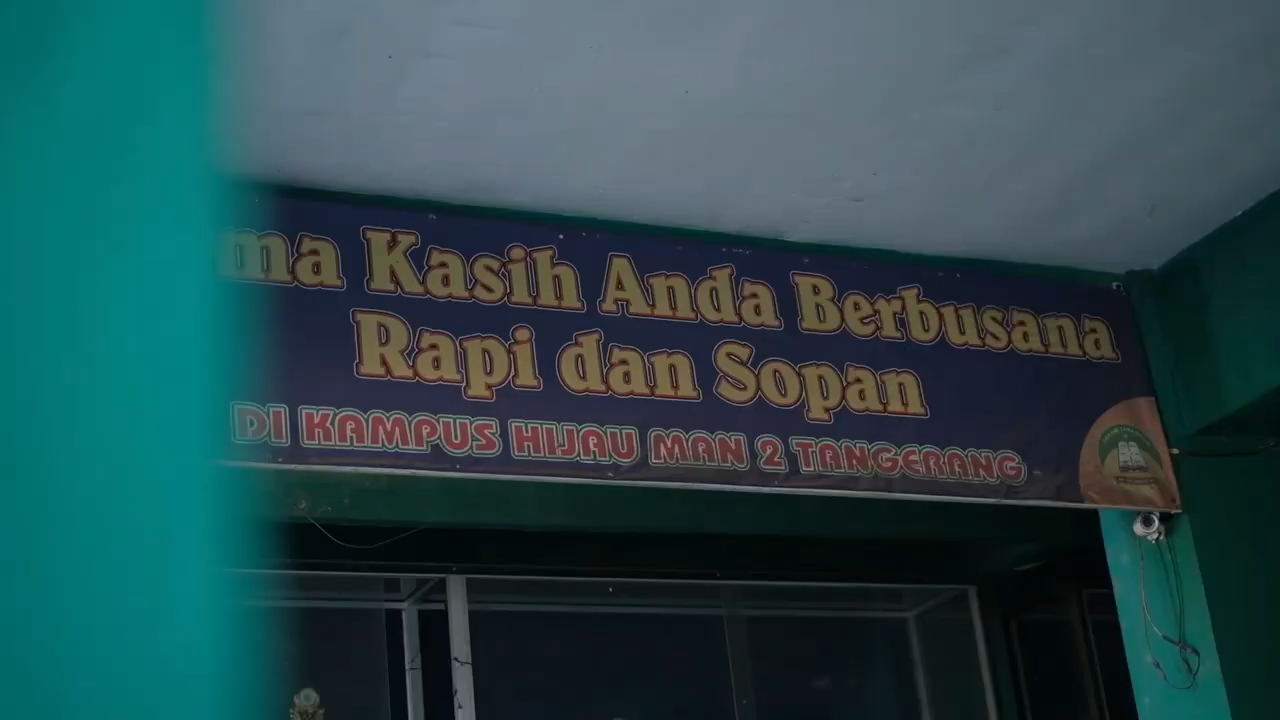 ma Kasih Anda Berbusana
Rapi dan Sopan
DI KAMPUS HIJAU MAN 2 TANGERANG